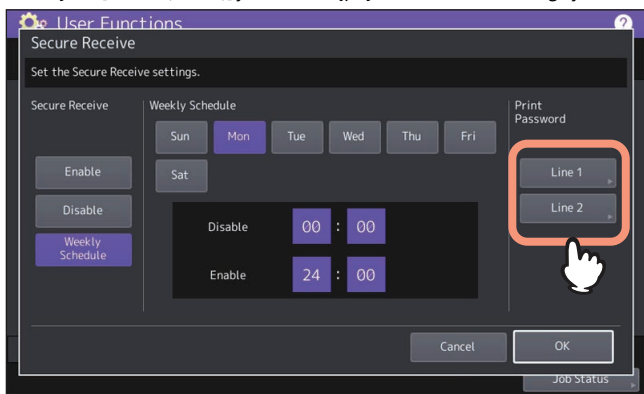 User Functions
?
Secure Receive
Set the Secure Receive settings.
Secure Receive
Enable
Disable
Weekly
Schedule
Weekly Schedule
Sun Mon Tue Wed Thu Fri
Sat
Disable 00 : 00
Enable 24 : 00
Print
Password
Line 1
Line 2
Cancel OK
Job Status